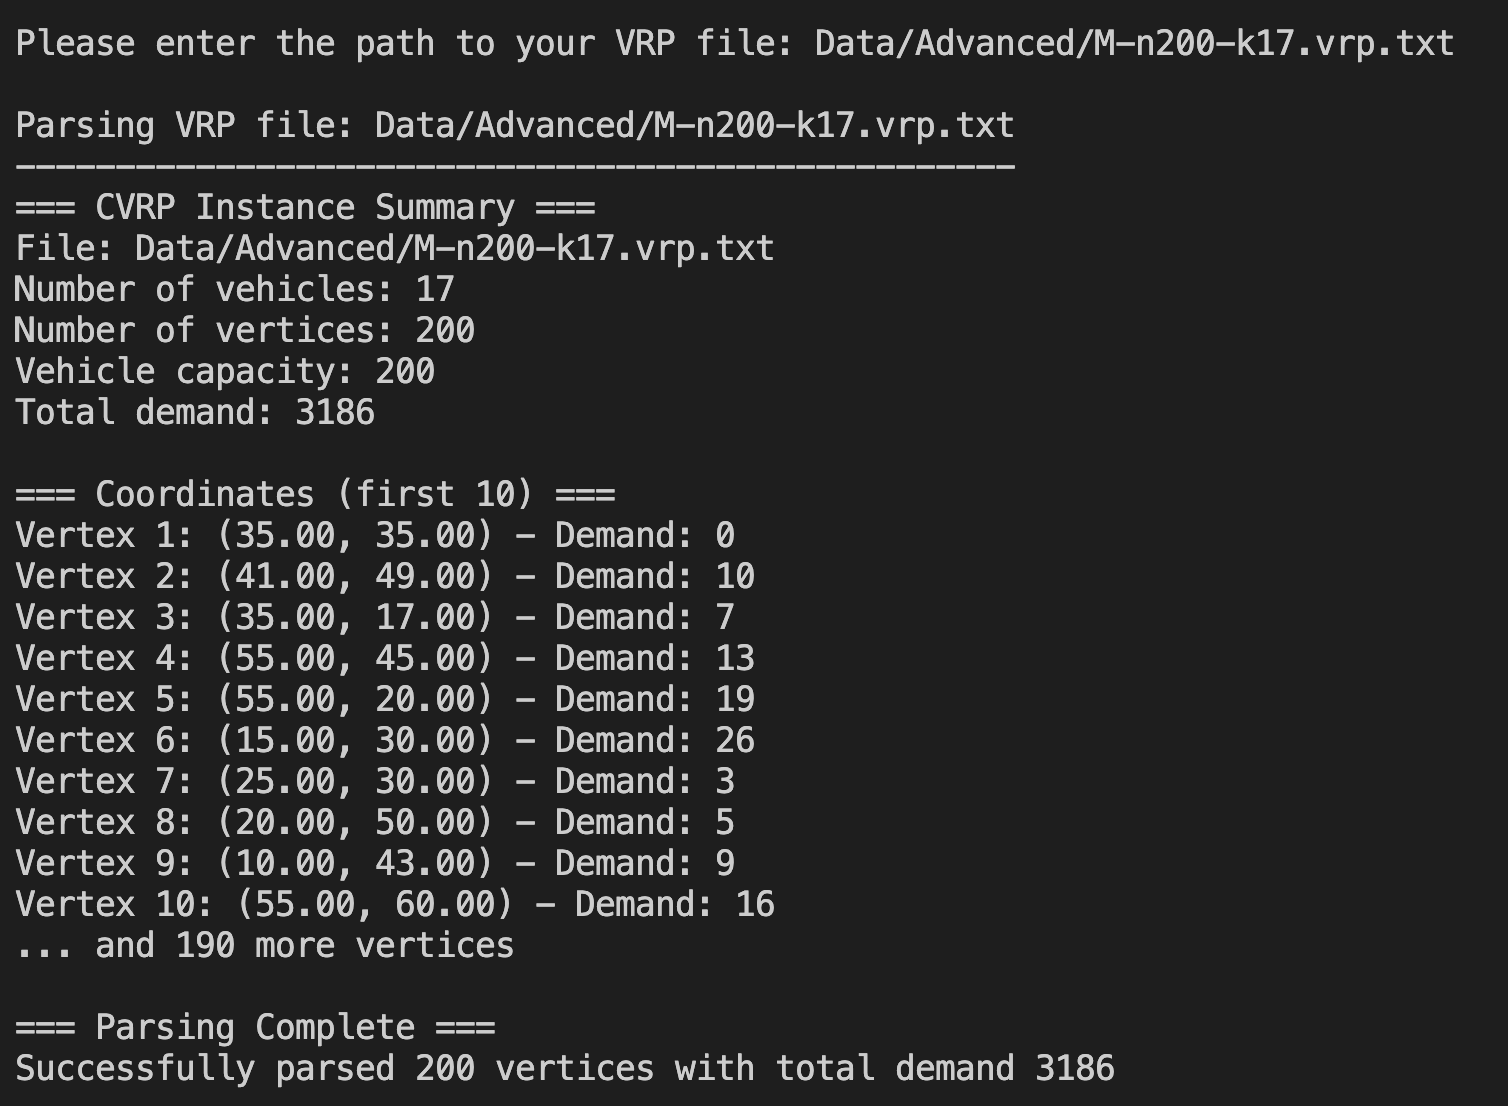 Please enter the path to your VRP file: Data/Advanced/M-n200-k17.vrp.txt
Parsing VRP file: Data/Advanced/M-n200-k17.vrp.txt
--------------------------------------------------
=== CVRP Instance Summary ===
File: Data/Advanced/M-n200-k17.vrp.txt
Number of vehicles: 17
Number of vertices: 200
Vehicle capacity: 200
Total demand: 3186
=== Coordinates (first 10) ===
Vertex 1: (35.00, 35.00) - Demand: 0
Vertex 2: (41.00, 49.00) - Demand: 10
Vertex 3: (35.00, 17.00) - Demand: 7
Vertex 4: (55.00, 45.00) - Demand: 13
Vertex 5: (55.00, 20.00) - Demand: 19
Vertex 6: (15.00, 30.00) - Demand: 26
Vertex 7: (25.00, 30.00) - Demand: 3
Vertex 8: (20.00, 50.00) - Demand: 5
Vertex 9: (10.00, 43.00) - Demand: 9
Vertex 10: (55.00, 60.00) - Demand: 16
... and 190 more vertices
=== Parsing Complete ===
Successfully parsed 200 vertices with total demand 3186